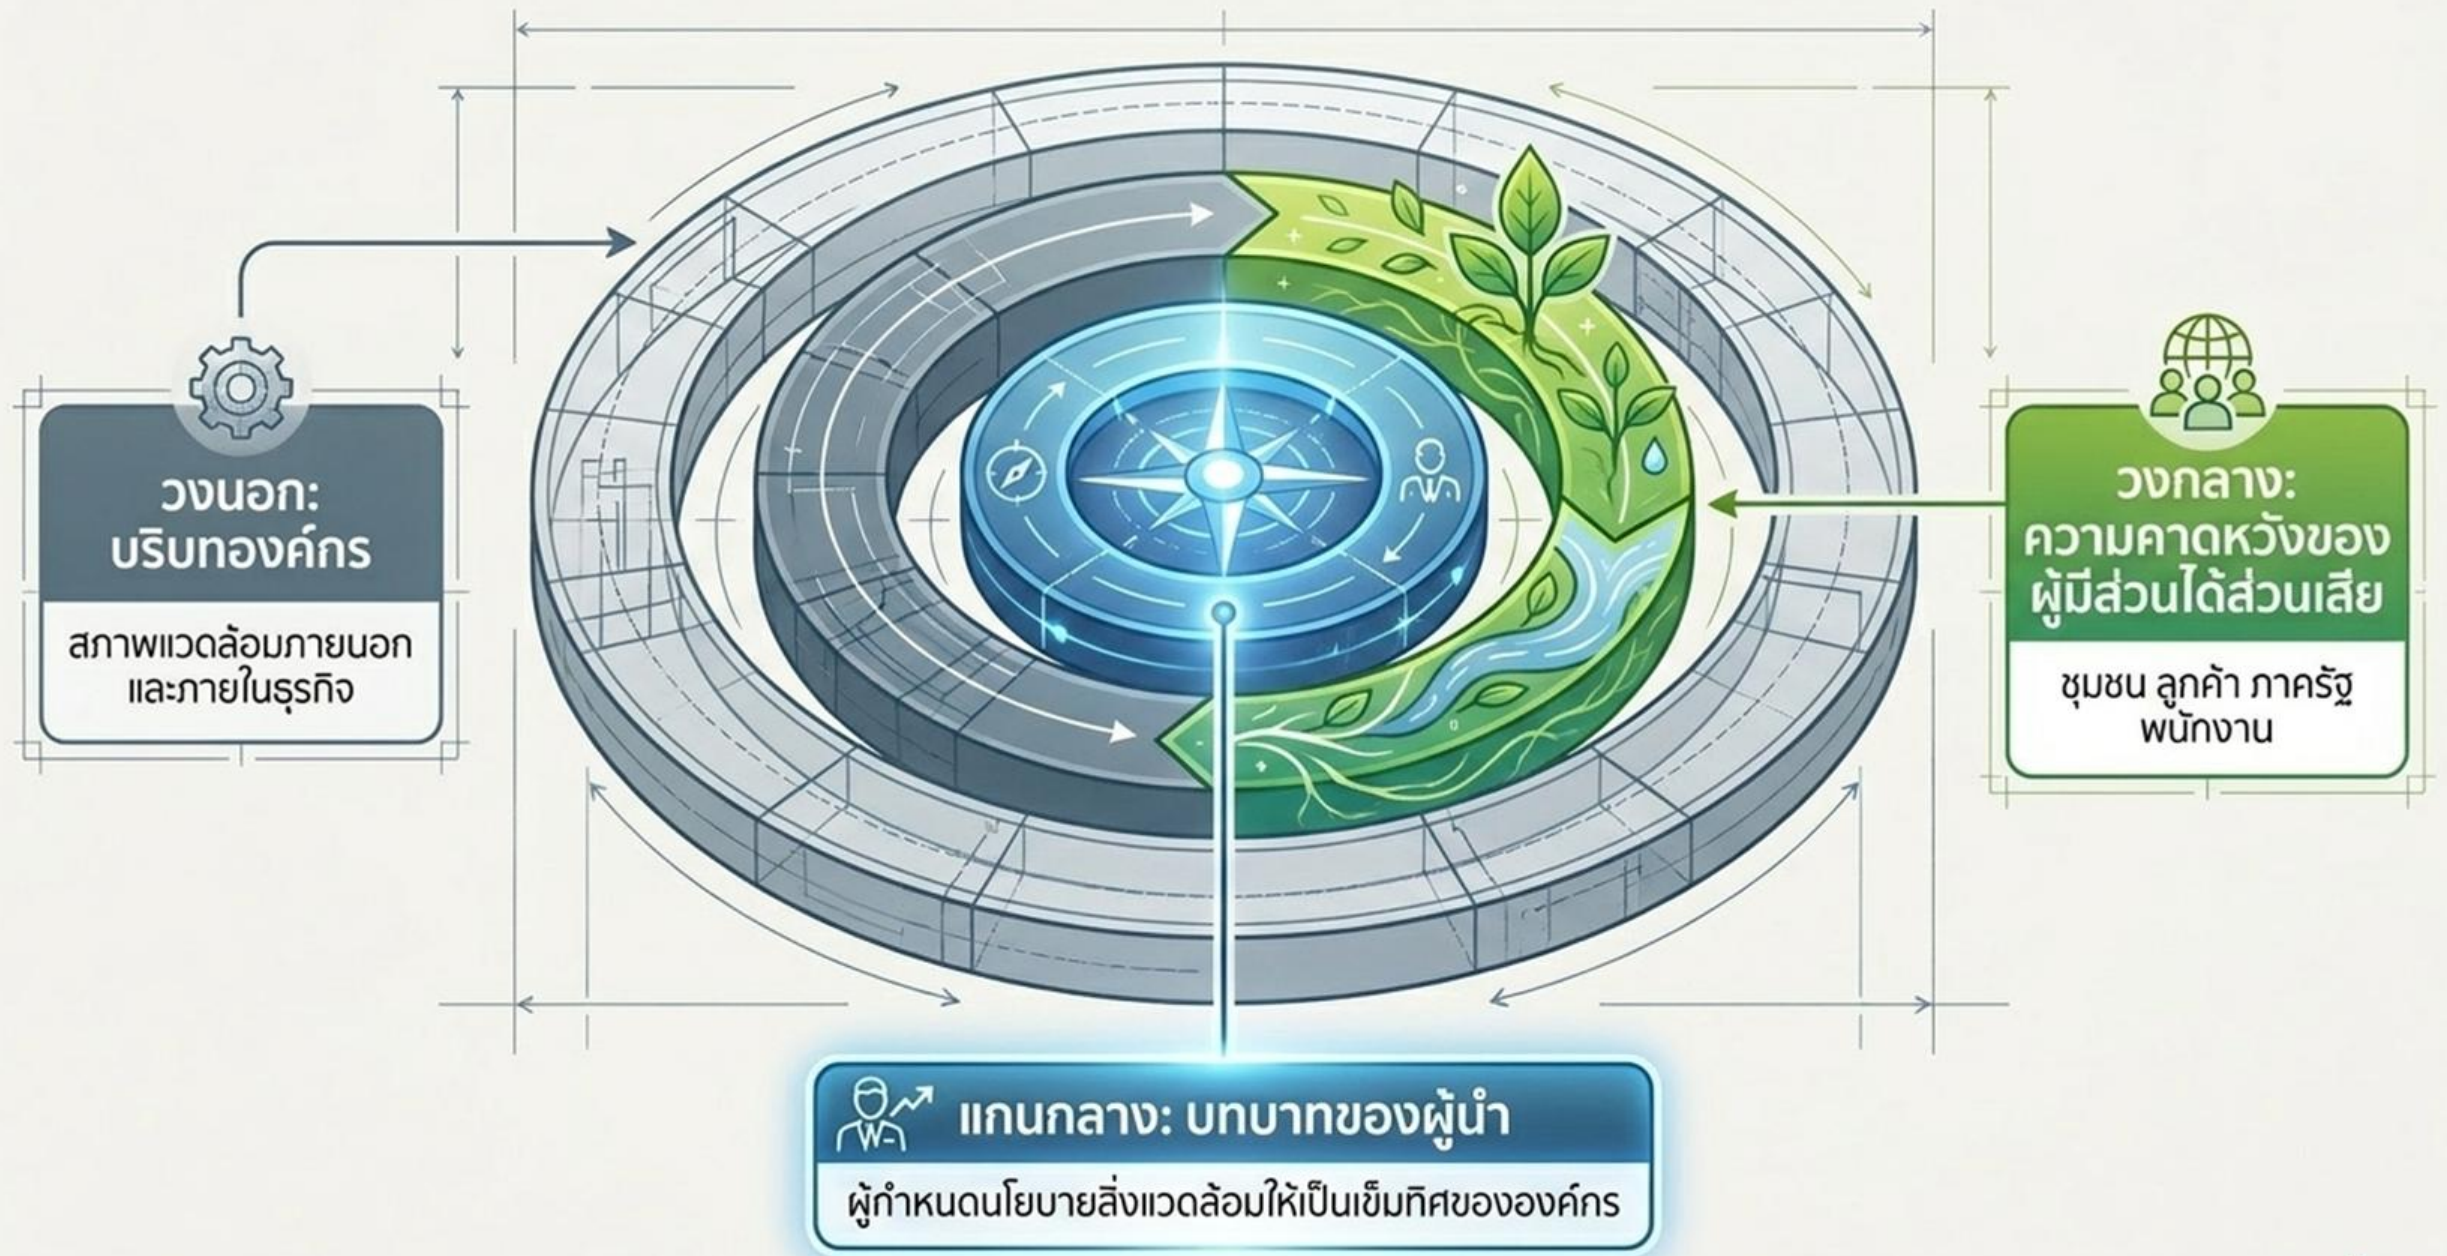 วงนอก:
บริบทองค์กร
สภาพแวดล้อมภายนอก
และภายในธุรกิจ
วงกลาง:
ความคาดหวังของ
ผู้มีส่วนได้ส่วนเสีย
ชุมชน ลูกค้า ภาครัฐ
พนักงาน
แกนกลาง: บทบาทของผู้นำ
ผู้กำหนดนโยบายสิ่งแวดล้อมให้เป็นเข็มทิศขององค์กร